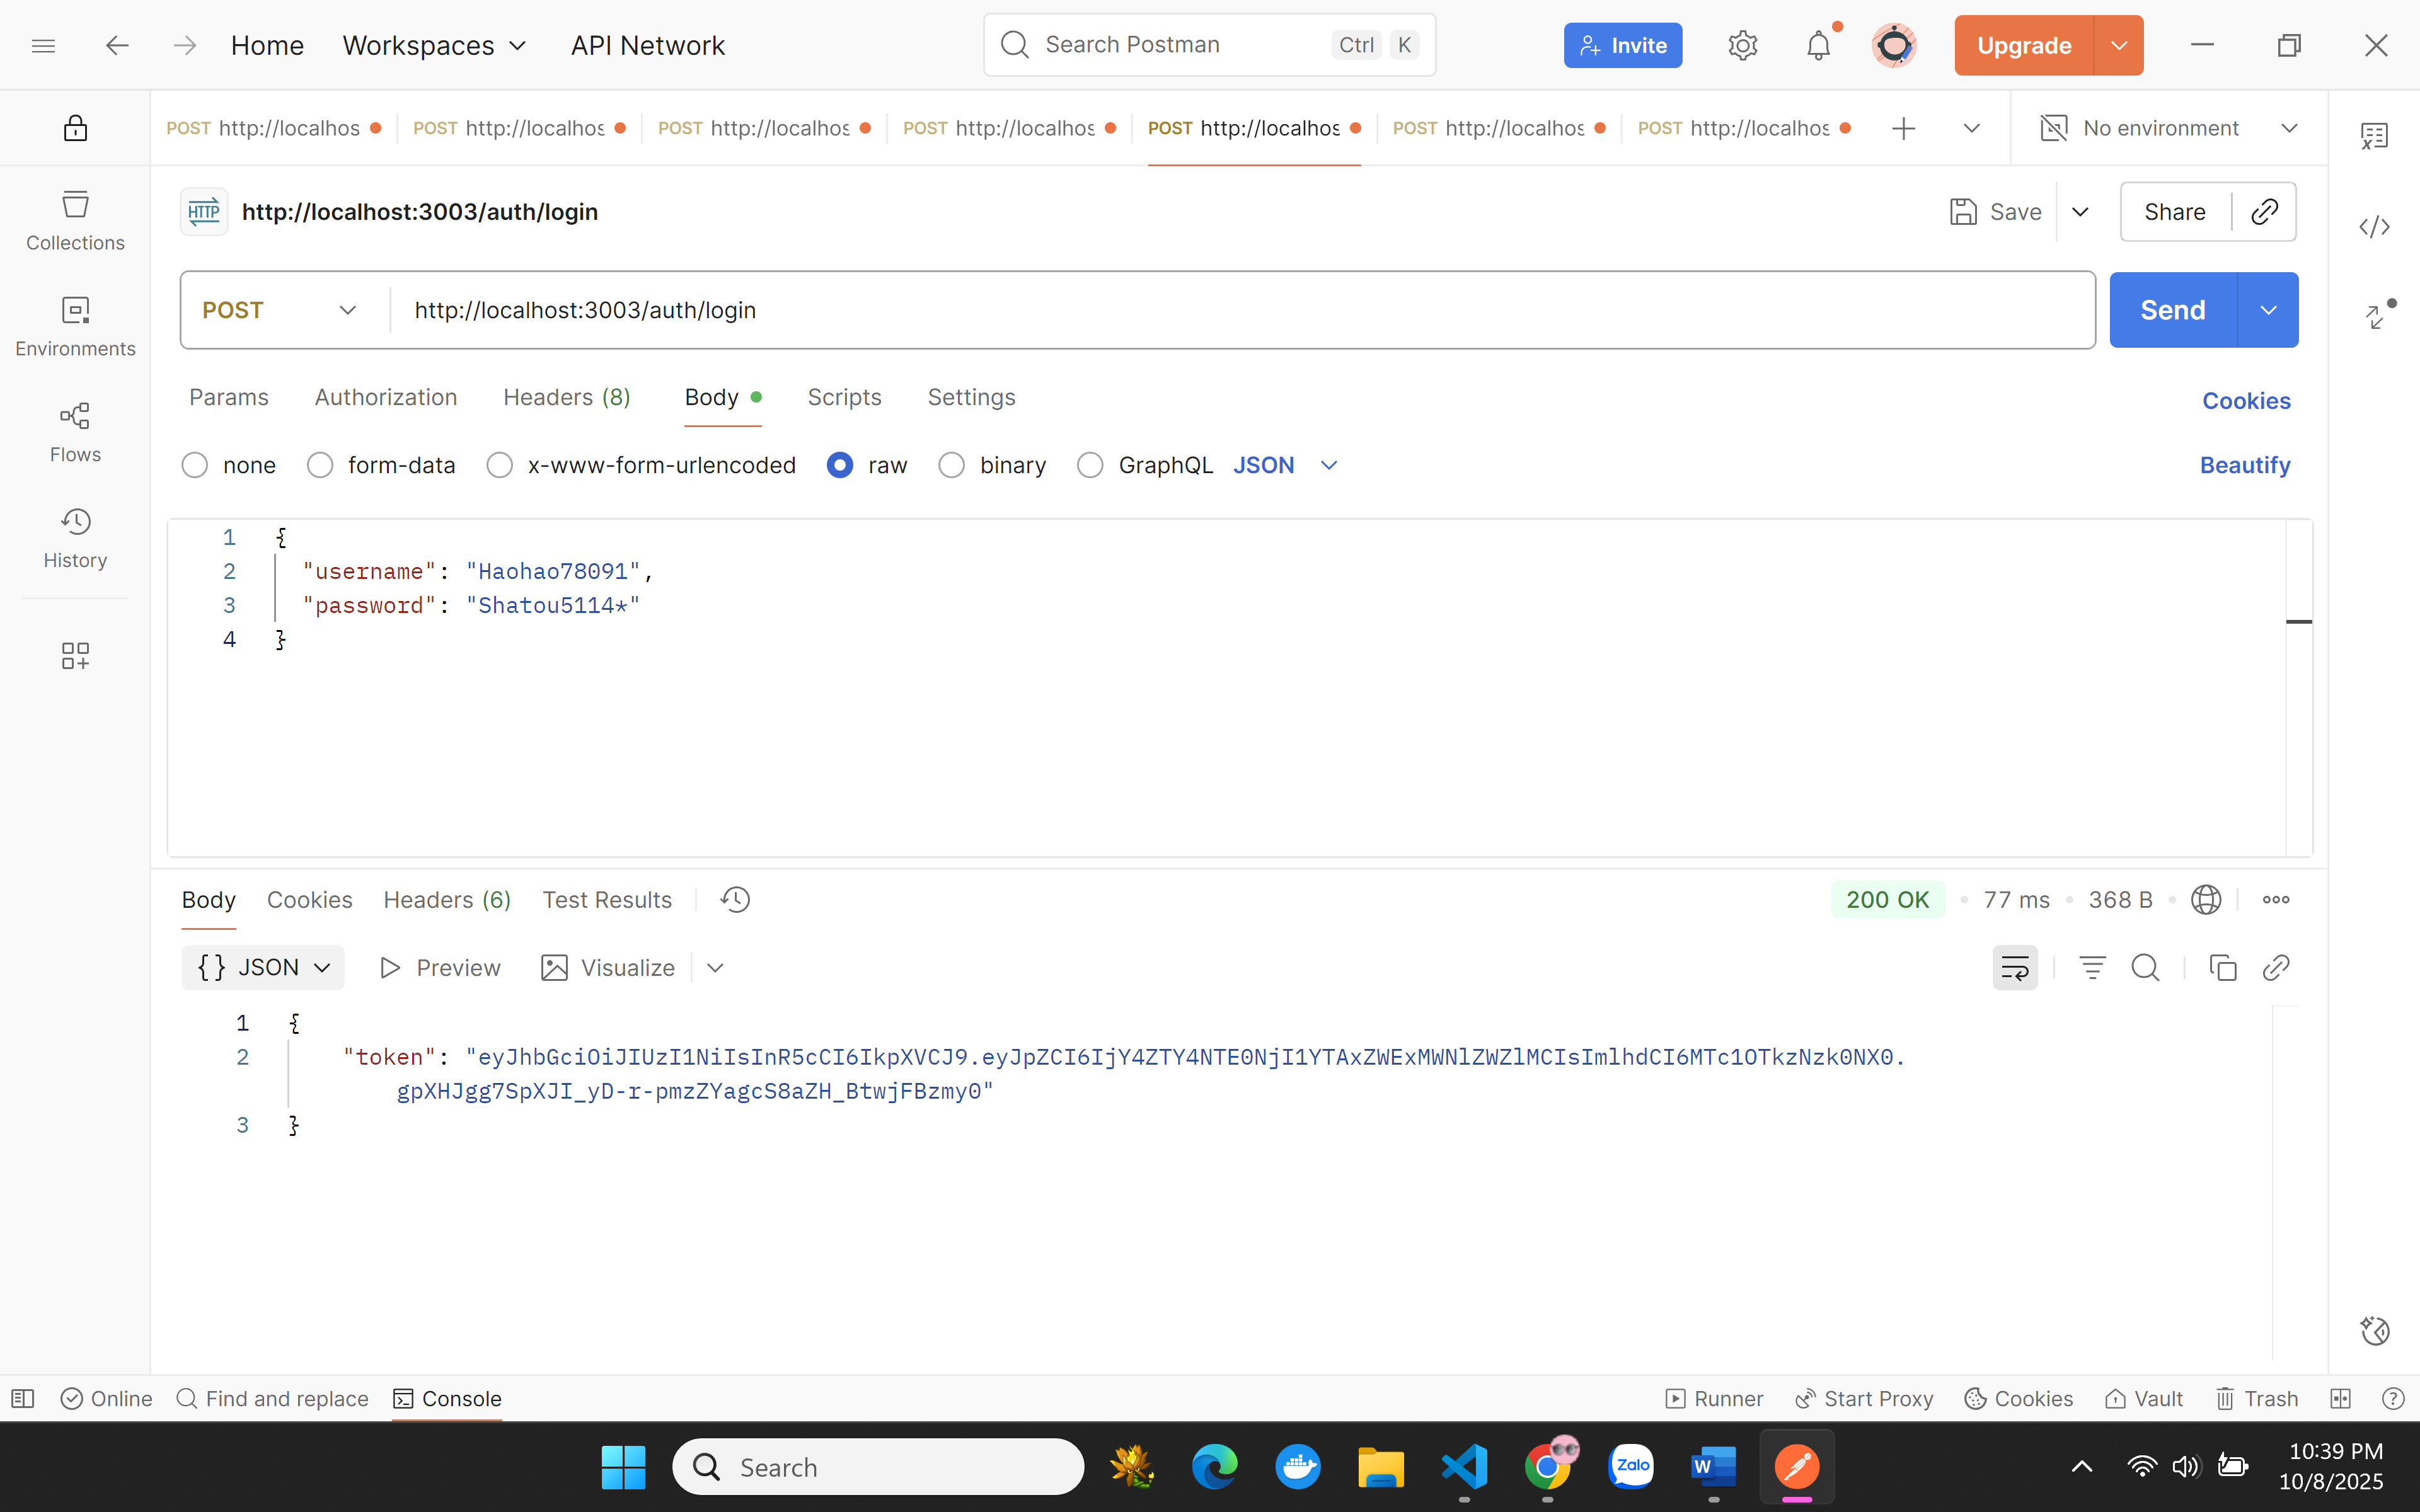 Home Workspaces API Network Search Postman Ctrl K Invite Upgrade
POST http://localhos POST http://localhos POST http://localhos POST http://localhos POST http://localhos POST http://localhos POST http://localhos No environment
HTTP http://localhost:3003/auth/login Save Share
POST http://localhost:3003/auth/login Send
Params Authorization Headers (8) Body Scripts Settings Cookies
none form-data x-www-form-urlencoded raw binary GraphQL JSON Beautify
Collections
Environments
Flows
History
1 {
2 "username": "Haohao78091",
3 "password": "Shatou5114*"
4 }
Body Cookies Headers (6) Test Results 200 OK 77 ms 368 B
{} JSON Preview Visualize
1 {
2 "token": "eyJhbGciOiJIUzI1NiIsInR5cCI6IkpXVCJ9.eyJpZCI6IjY4ZTY4NTE0NjI1YTAxZWExMWNlZWZlMCIsImlhdCI6MTc1OTkzNzk0NX0.
gpXHJgg7SpXJI_yD-r-pmzZYagcS8aZH_BtwjFBzmy0"
3 }
Online Find and replace Console Runner Start Proxy Cookies Vault Trash
Search Zalo W 10:39 PM
10/8/2025